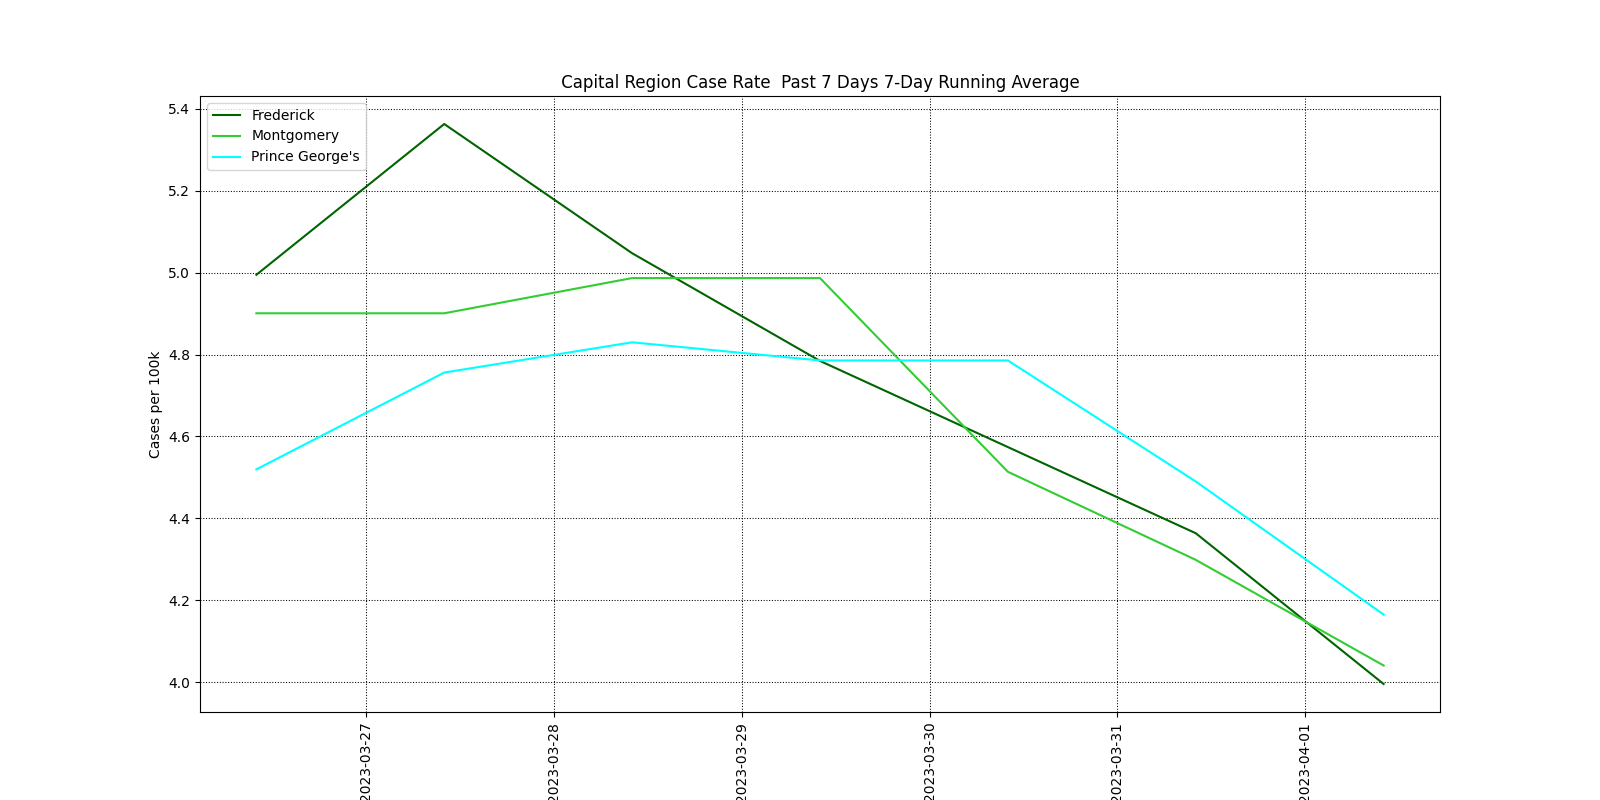 Capital Region Case Rate  Past 7 Days 7-Day Running Average
Frederick
Montgomery
Prince George's
Cases per 100k
5.4
5.2
5.0
4.8
4.6
4.4
4.2
4.0
2023-03-27
2023-03-28
2023-03-29
2023-03-30
2023-03-31
2023-04-01